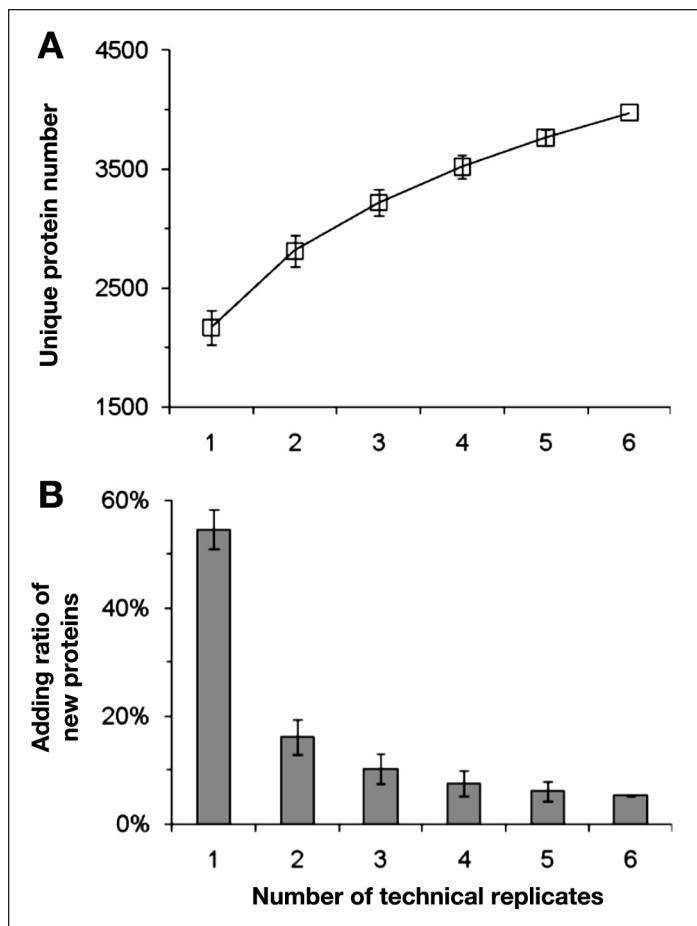 A
Unique protein number
4500
3500
2500
1500
1 2 3 4 5 6
B
Adding ratio of
new proteins
60%
40%
20%
0%
1 2 3 4 5 6
Number of technical replicates